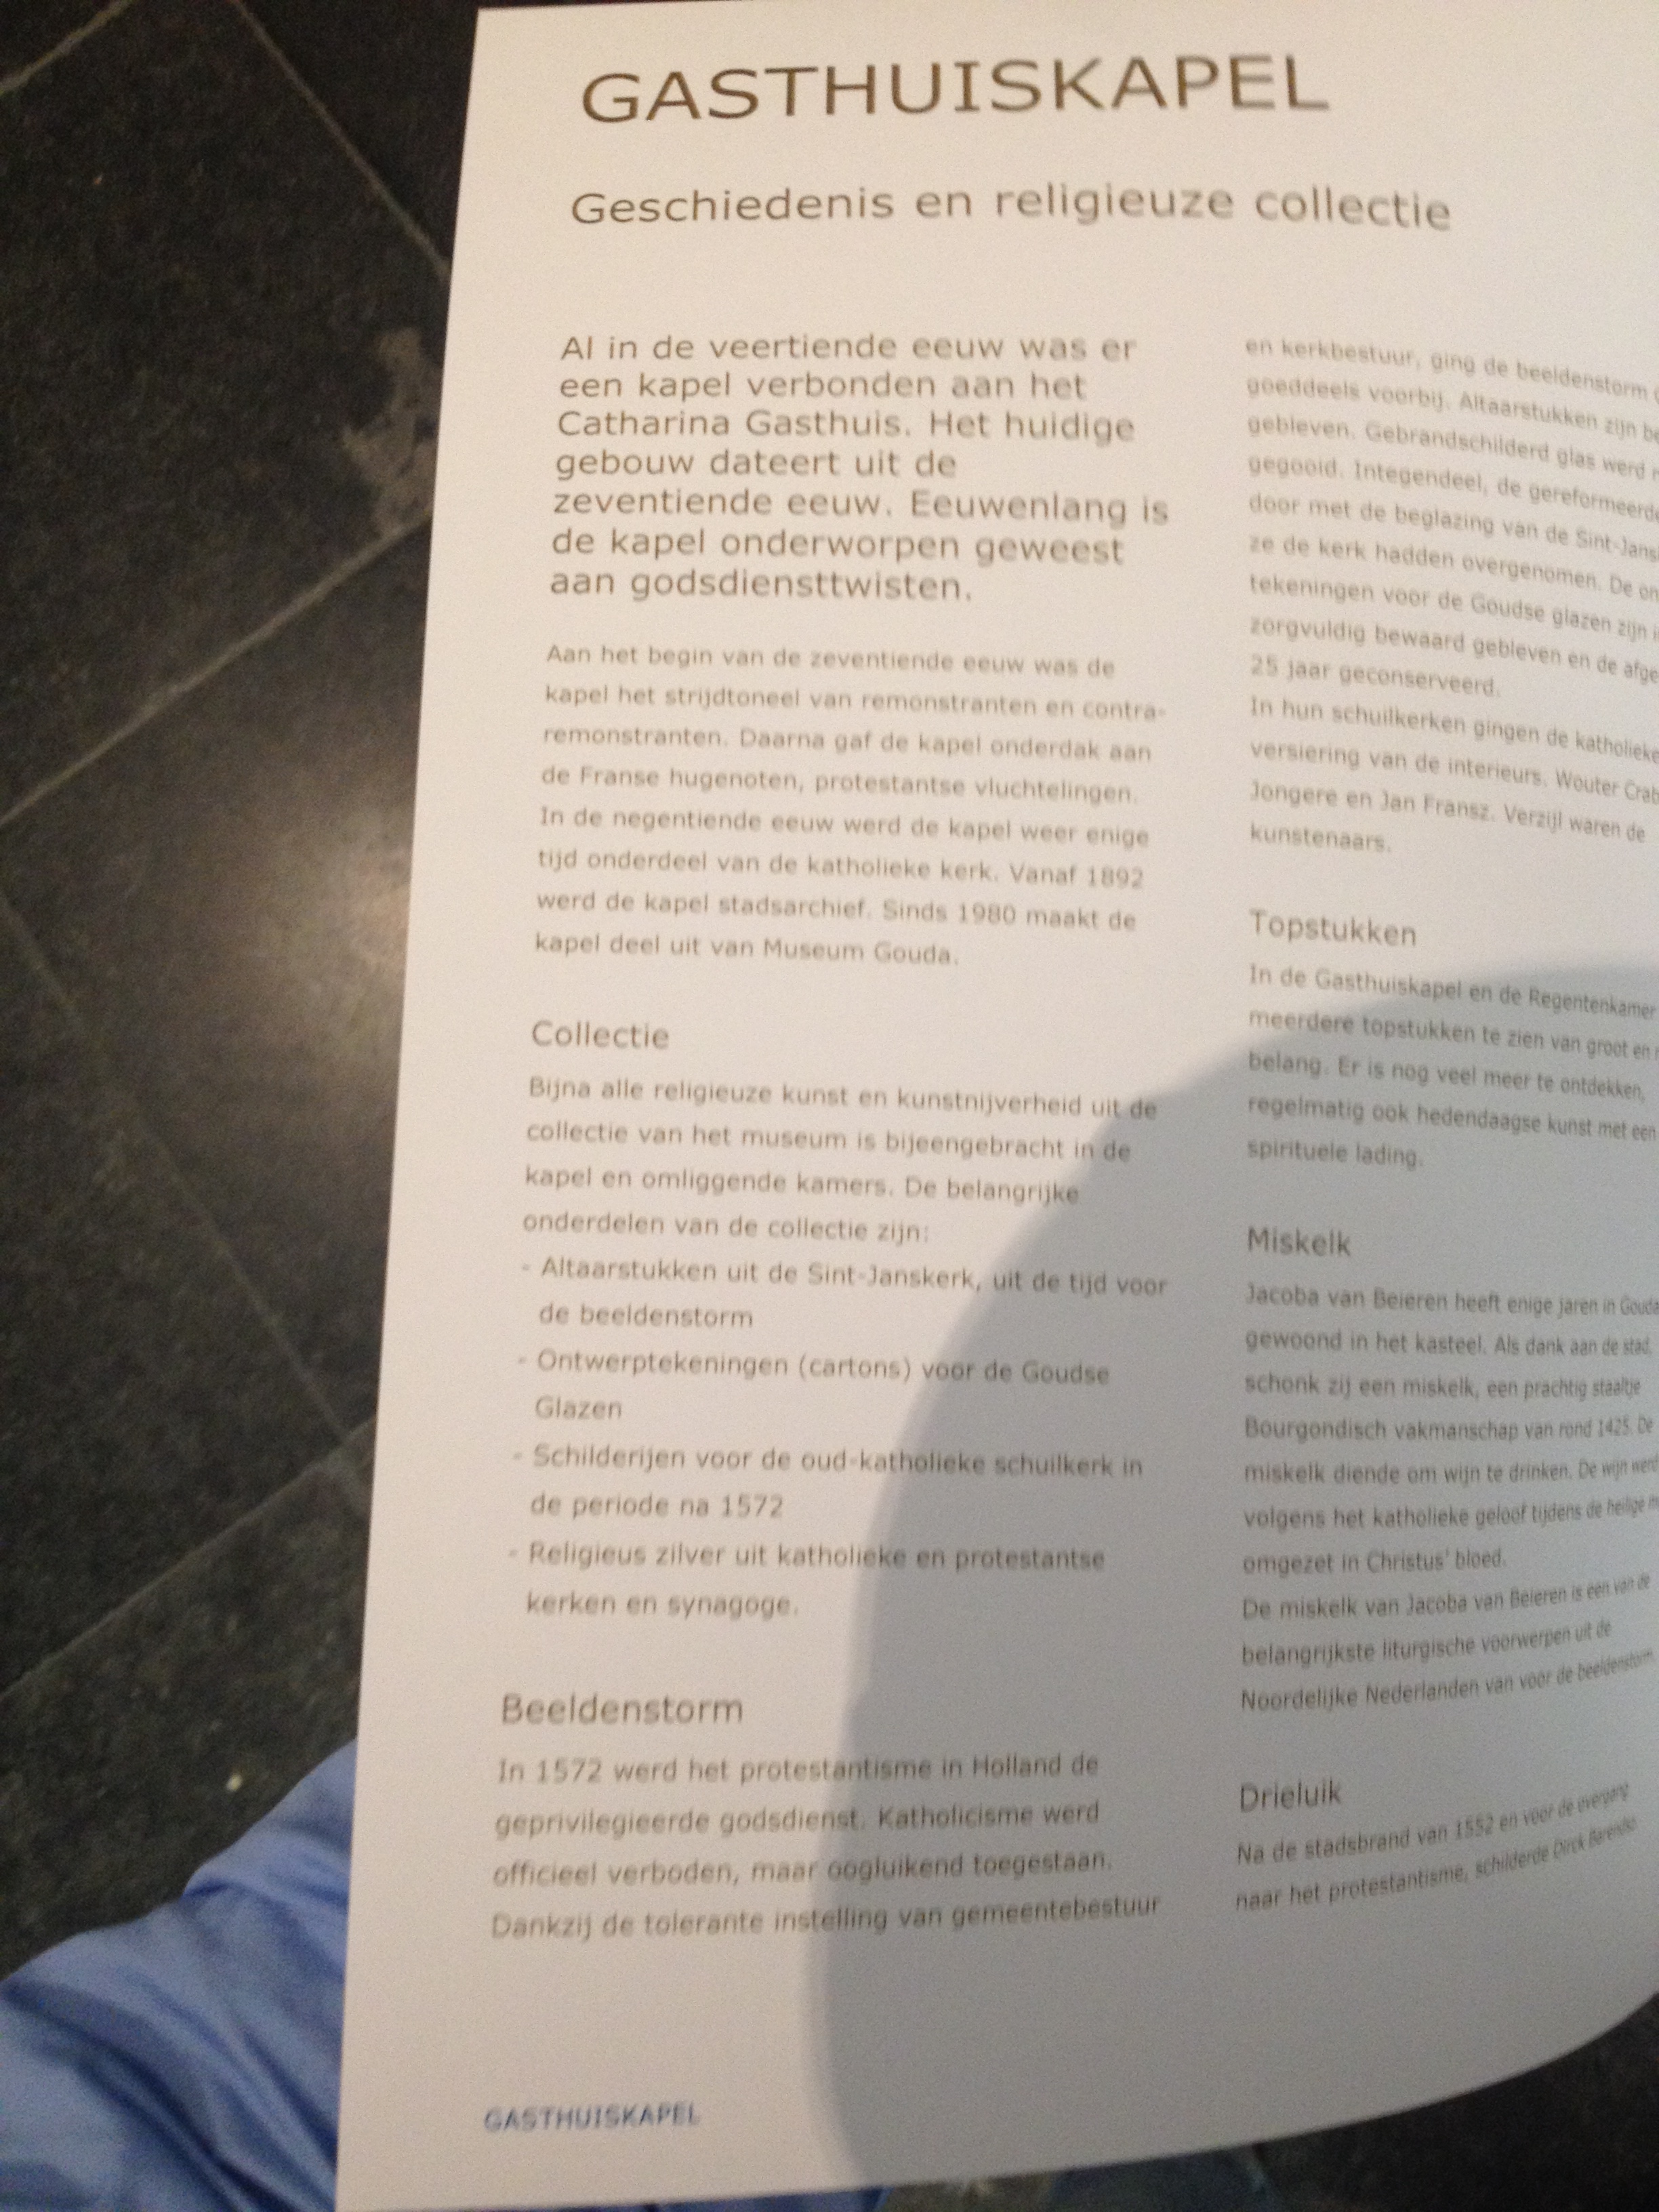 GASTHUISKAPEL
Geschiedenis en religieuze collectie
Al in de veertiende eeuw was er
een kapel verbonden aan het
Catharina Gasthuis. Het huidige
gebouw dateert uit de
zeventiende eeuw. Eeuwenlang is
de kapel onderworpen geweest
aan godsdiensttwisten.
Aan het begin van de zeventiende eeuw was de
kapel het strijdtoneel van remonstranten en contra-
remonstranten. Daarna gaf de kapel onderdak aan
de Franse hugenoten, protestantse vluchtelingen.
In de negentiende eeuw werd de kapel weer enige
tijd onderdeel van de katholieke kerk. Vanaf 1892
werd de kapel stadsarchief. Sinds 1980 maakt de
kapel deel uit van Museum Gouda.
Collectie
Bijna alle religieuze kunst en kunstnijverheid uit de
collectie van het museum is bijeengebracht in de
kapel en omliggende kamers. De belangrijke
onderdelen van de collectie zijn:
- Altaarstukken uit de Sint-Janskerk, uit de tijd voor
de beeldenstorm
- Ontwerptekeningen (cartons) voor de Goudse
Glazen
- Schilderijen voor de oud-katholieke schuilkerk in
de periode na 1572
- Religieus zilver uit katholieke en protestantse
kerken en synagoge.
Beeldenstorm
In 1572 werd het protestantisme in Holland de
geprivilegieerde godsdienst. Katholicisme werd
officieel verboden, maar oogluikend toegestaan.
Dankzij de tolerante instelling van gemeentebestuur
en kerkbestuur, ging de beeldenstorm
goeddeels voorbij. Altaarstukken zijn
gebleven. Gebrandschilderd glas werd
gegooid. Integendeel, de gereformeerde
door met de beglazing van de Sint-Jans
ze de kerk hadden overgenomen. De
tekeningen voor de Goudse glazen zijn
zorgvuldig bewaard gebleven en de afge
25 jaar geconserveerd.
In hun schuilkerken gingen de katholieke
versiering van de interieurs. Wouter Crab
Jongere en Jan Fransz. Verzijl waren de
kunstenaars.
Topstukken
In de Gasthuiskapel en de Regentenkamer
meerdere topstukken te zien van groot en
belang. Er is nog veel meer te ontdekken,
regelmatig ook hedendaagse kunst met een
spirituele lading.
Miskelk
Jacoba van Beieren heeft enige jaren in Gouda
gewoond in het kasteel. Als dank aan de stad,
schonk zij een miskelk, een prachtig staaltje
Bourgondisch vakmanschap van rond 1425. De
miskelk diende om wijn te drinken. De wijn werd
volgens het katholieke geloof tijdens de heilige
omgezet in Christus' bloed.
De miskelk van Jacoba van Beieren is een van de
belangrijkste liturgische voorwerpen uit de
Noordelijke Nederlanden van voor de beeldenstorm.
Drieluik
Na de stadsbrand van 1552 en voor de overgang
naar het protestantisme, schilderde Dirck Barendsz
GASTHUISKAPEL